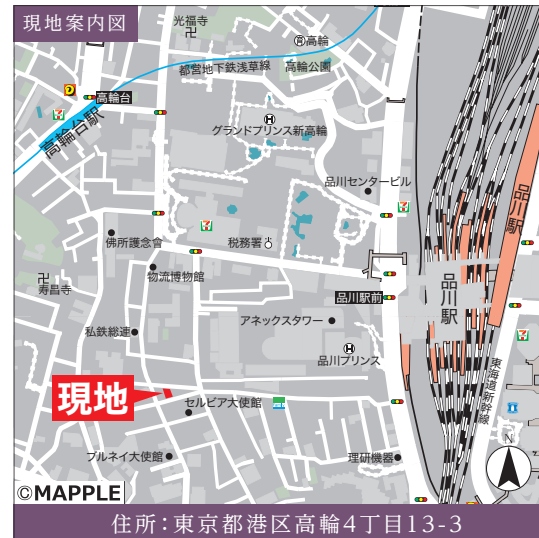 現地案内図
光福寺
高輪
都営地下鉄浅草線
高輪公園
高輪台
高輪台駅
グランドプリンス新高輪
品川センタービル
品川駅
佛所護念會
税務署
物流博物館
寿昌寺
品川駅前
品川駅
アネックスタワー
私鉄総連
品川プリンス
東海道新幹線
現地
セルビア大使館
ブルネイ大使館
理研機器
N
©MAPPLE
住所:東京都港区高輪4丁目13-3